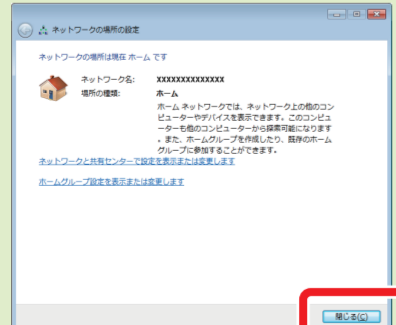 ネットワークの場所の設定
ネットワークの場所は現在 ホーム です
ネットワーク名: XXXXXXXXXXXXXX
場所の種類: ホーム
ホーム ネットワークでは、ネットワーク上の他のコン
ピューターやデバイスを表示できます。このコンピュ
ーターも他のコンピューターから探索可能になります
。また、ホームグループを作成したり、既存のホーム
グループに参加することができます。
ネットワークと共有センターで設定を表示または変更します
ホームグループ設定を表示または変更します
閉じる(C)